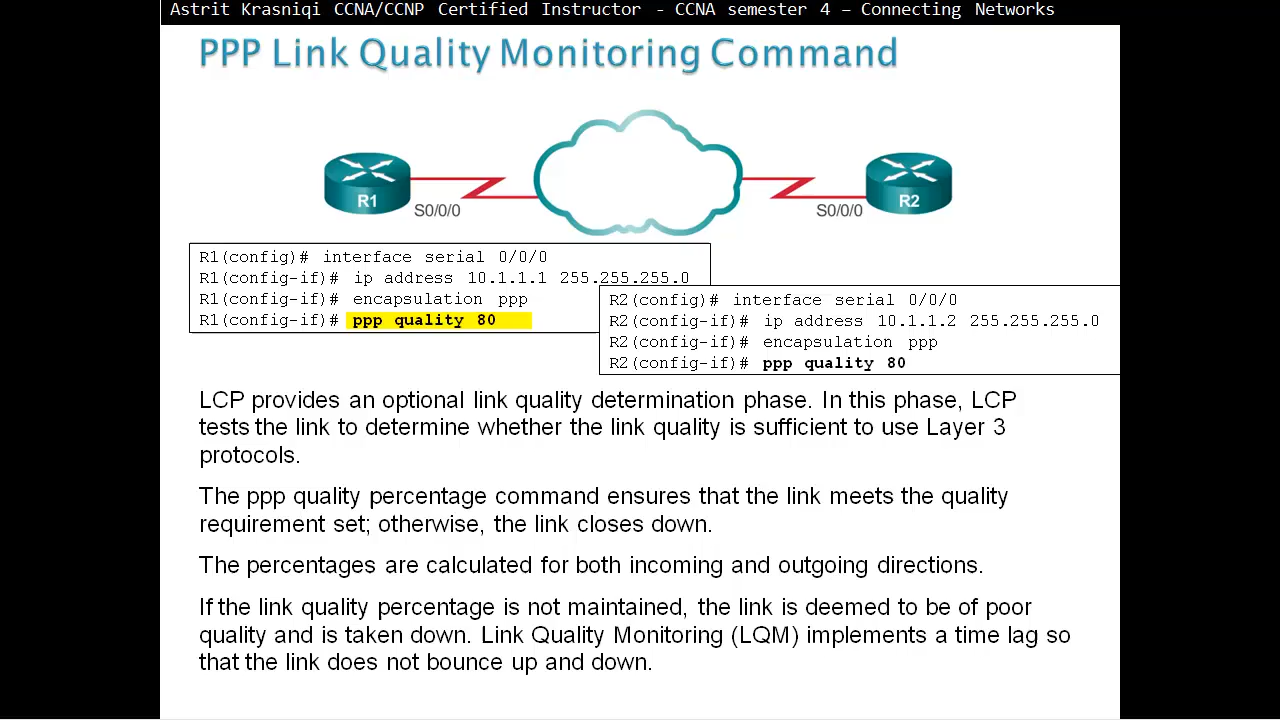 Astrit Krasniqi CCNA/CCNP Certified Instructor - CCNA semester 4 – Connecting Networks
PPP Link Quality Monitoring Command
R1
S0/0/0
S0/0/0
R2
R1(config)# interface serial 0/0/0
R1(config-if)# ip address 10.1.1.1 255.255.255.0
R1(config-if)# encapsulation ppp
R1(config-if)# ppp quality 80
R2(config)# interface serial 0/0/0
R2(config-if)# ip address 10.1.1.2 255.255.255.0
R2(config-if)# encapsulation ppp
R2(config-if)# ppp quality 80
LCP provides an optional link quality determination phase. In this phase, LCP
tests the link to determine whether the link quality is sufficient to use Layer 3
protocols.
The ppp quality percentage command ensures that the link meets the quality
requirement set; otherwise, the link closes down.
The percentages are calculated for both incoming and outgoing directions.
If the link quality percentage is not maintained, the link is deemed to be of poor
quality and is taken down. Link Quality Monitoring (LQM) implements a time lag so
that the link does not bounce up and down.